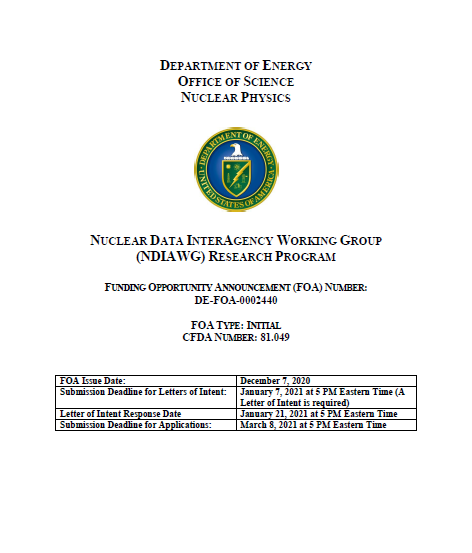 DEPARTMENT OF ENERGY
OFFICE OF SCIENCE
NUCLEAR PHYSICS
DEPARTMENT OF ENERGY
UNITED STATES OF AMERICA
NUCLEAR DATA INTERAGENCY WORKING GROUP
(NDIAWG) RESEARCH PROGRAM
FUNDING OPPORTUNITY ANNOUNCEMENT (FOA) NUMBER:
DE-FOA-0002440
FOA TYPE: INITIAL
CFDA NUMBER: 81.049
FOA Issue Date: December 7, 2020
Submission Deadline for Letters of Intent: January 7, 2021 at 5 PM Eastern Time (A
Letter of Intent is required)
Letter of Intent Response Date January 21, 2021 at 5 PM Eastern Time
Submission Deadline for Applications: March 8, 2021 at 5 PM Eastern Time